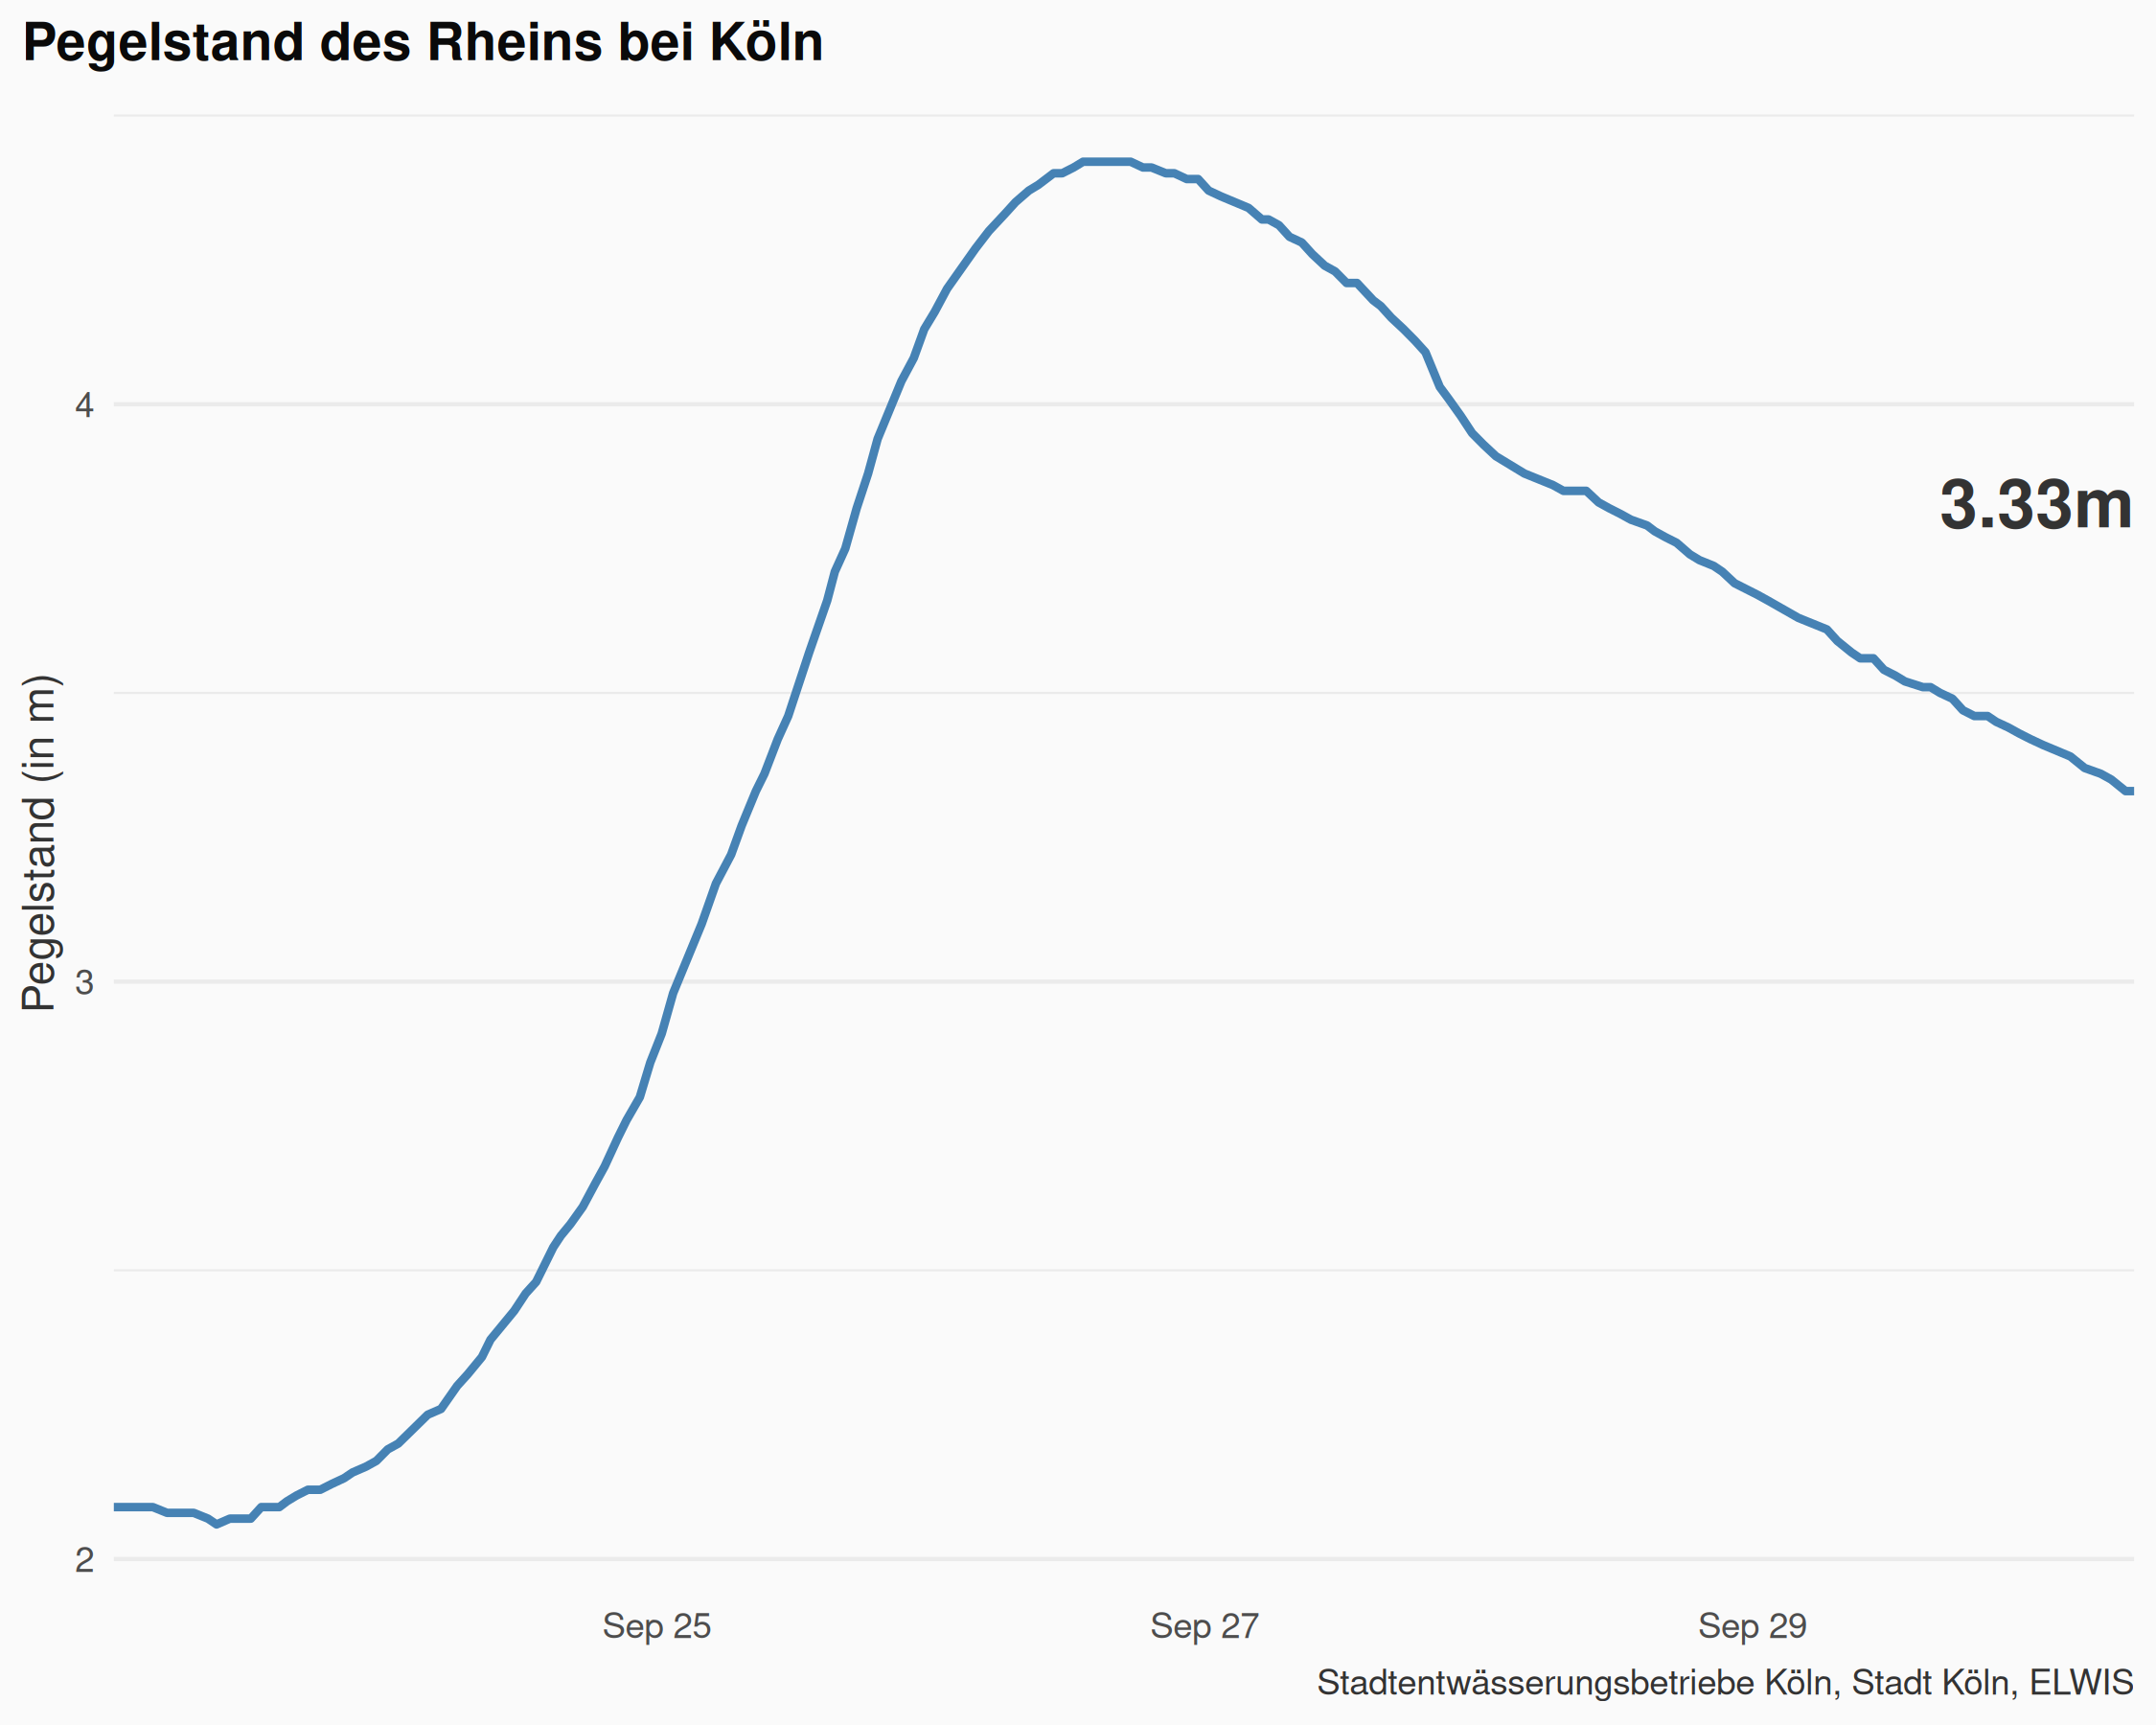 Pegelstand des Rheins bei Köln
Pegelstand (in m)
4
3
2
3.33m
Sep 25
Sep 27
Sep 29
Stadtentwässerungsbetriebe Köln, Stadt Köln, ELWIS